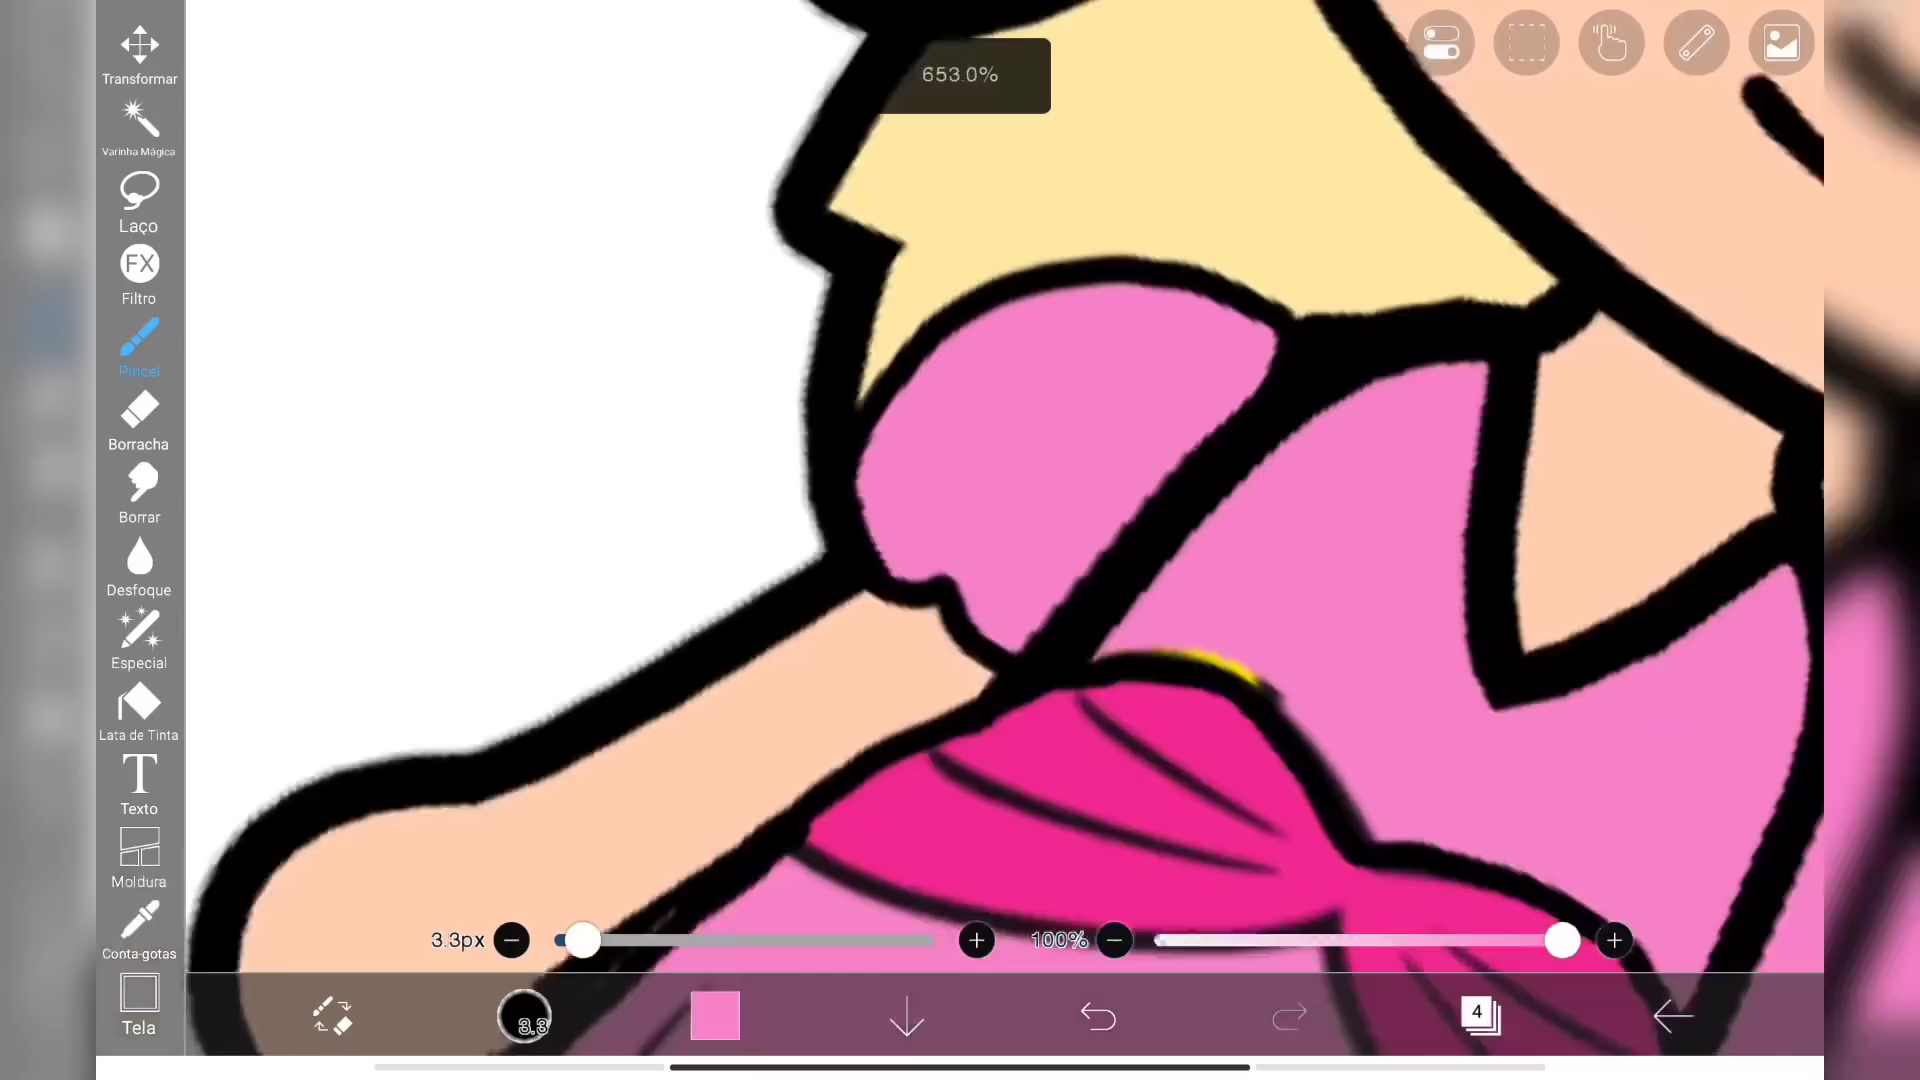 Transformar
Varinha Mágica
Laço
FX
Filtro
Pincel
Borracha
Borrar
Desfoque
Especial
Lata de Tinta
T
Texto
Moldura
Conta-gotas
Tela
653.0%
3.3px
100%
3.3
4